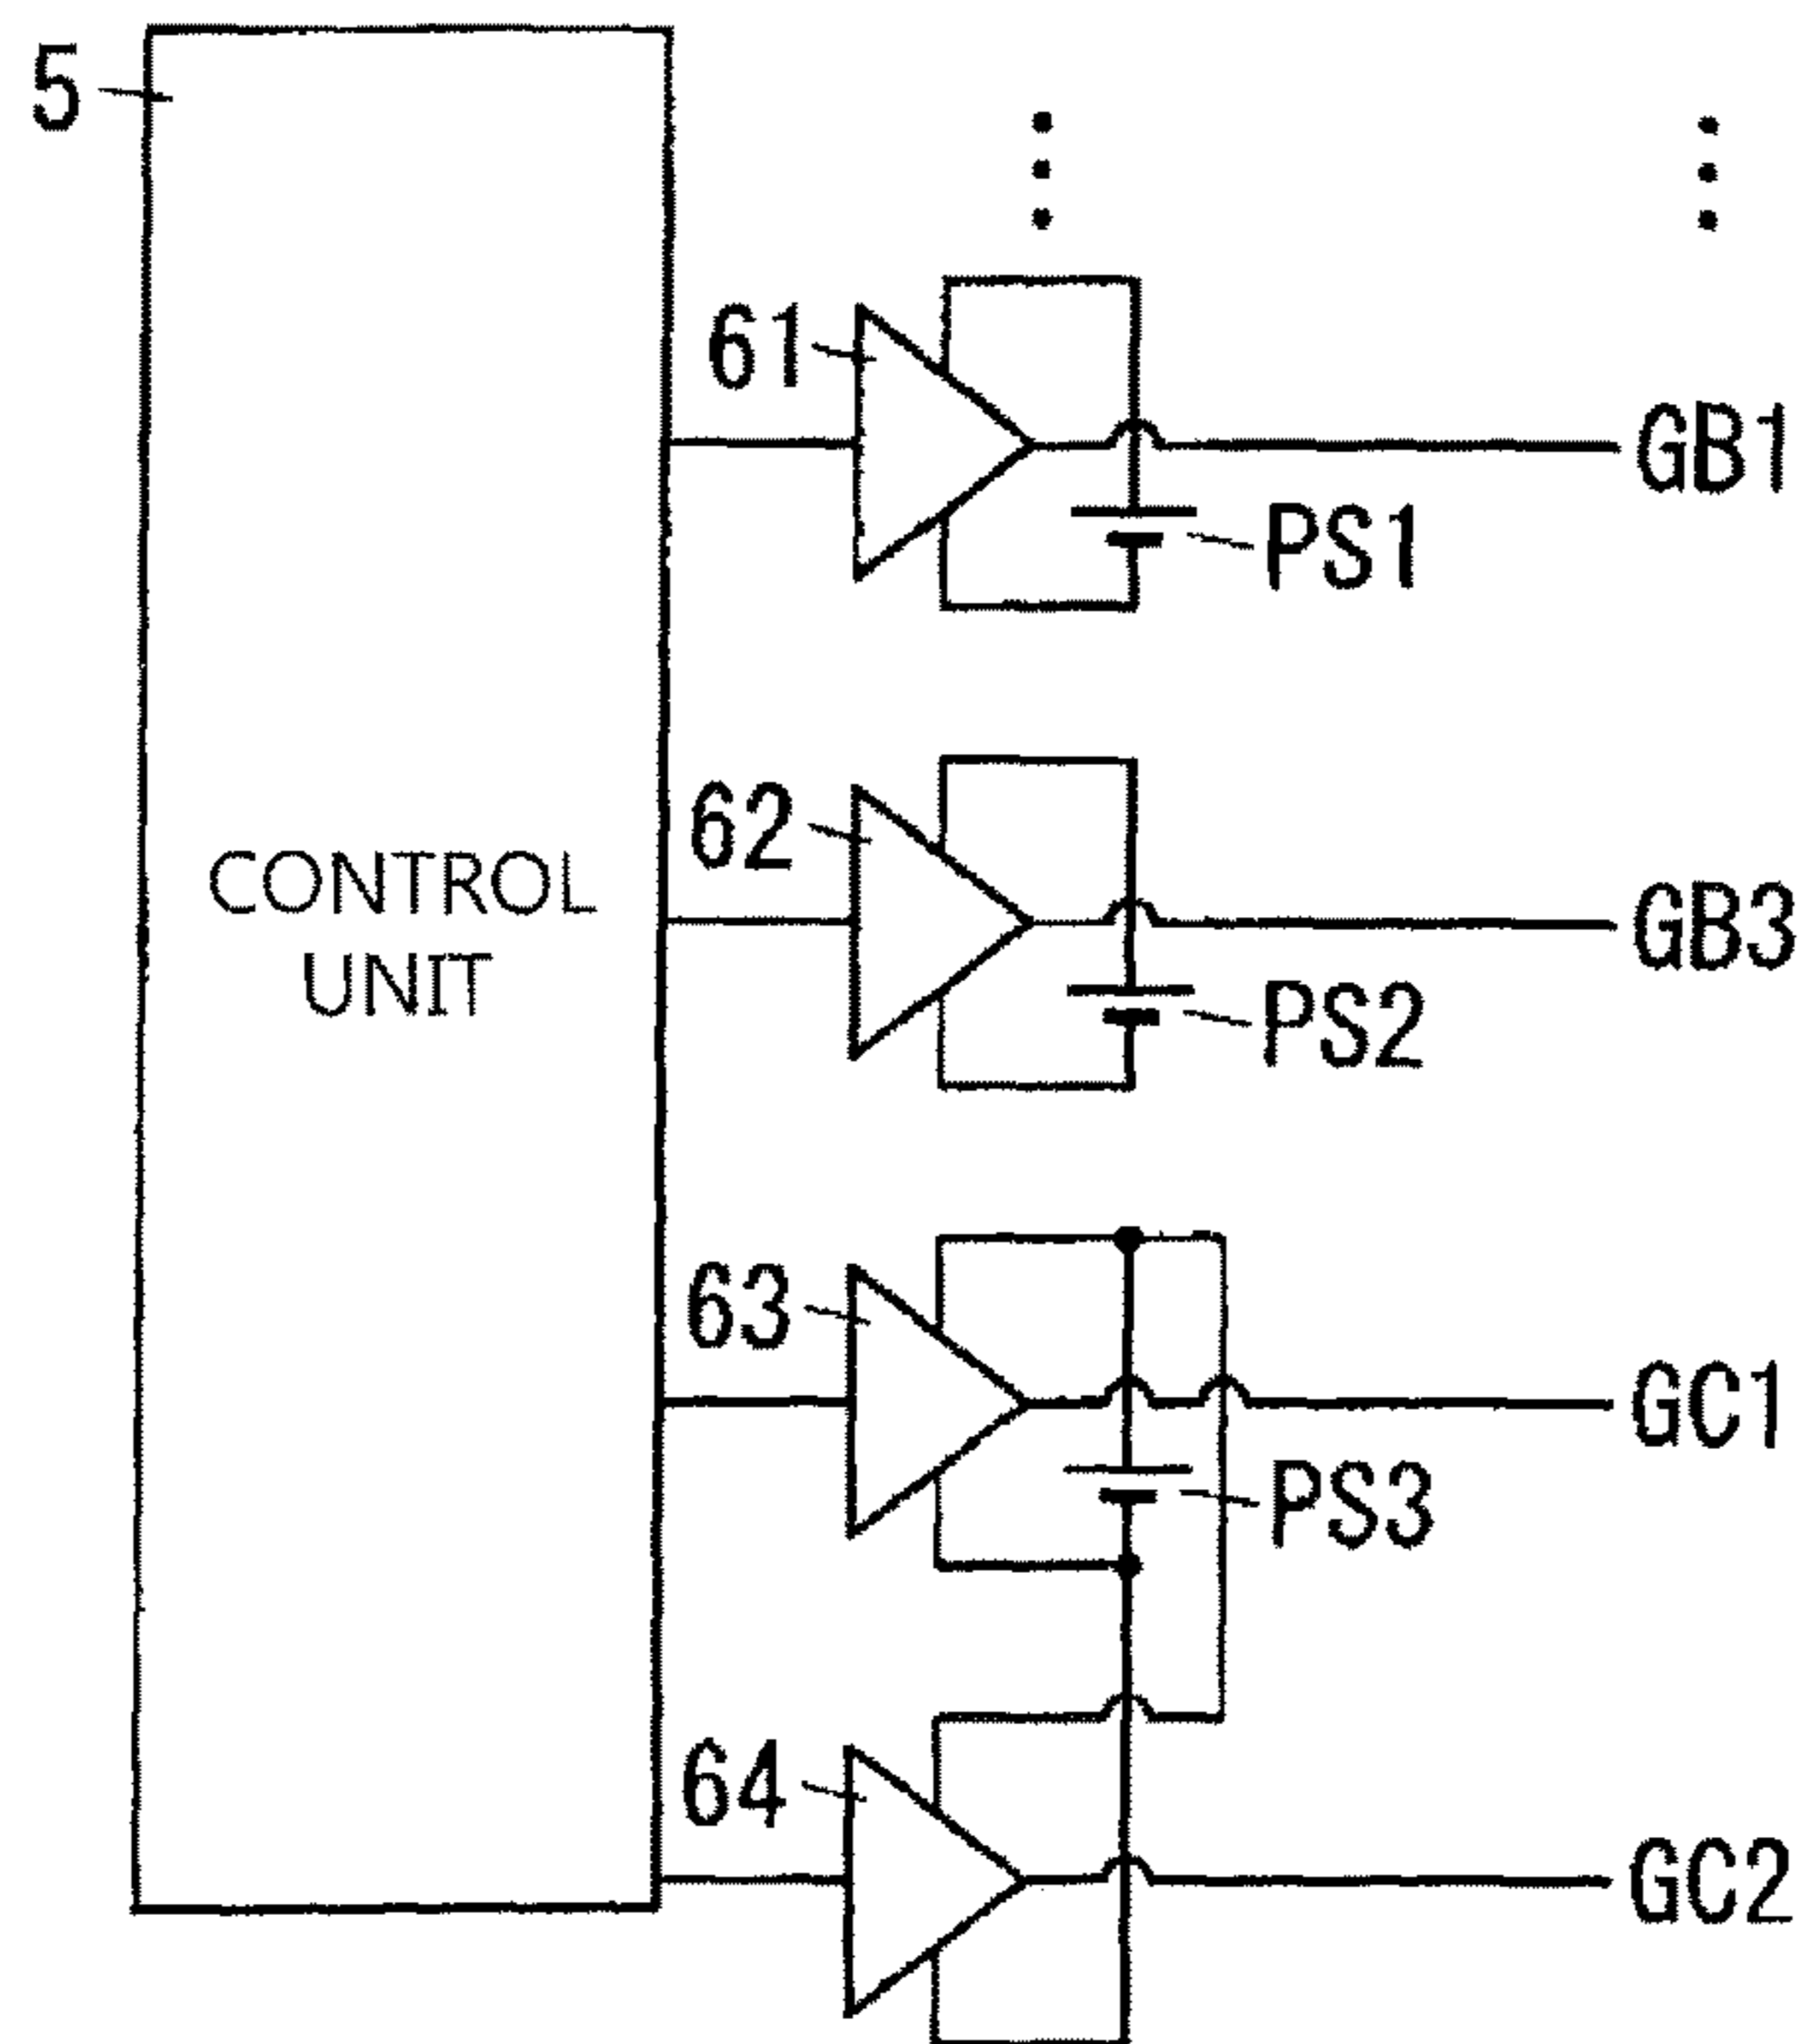 5
61
GB1
PS1
62
CONTROL
UNIT
GB3
PS2
63
GC1
PS3
64
GC2